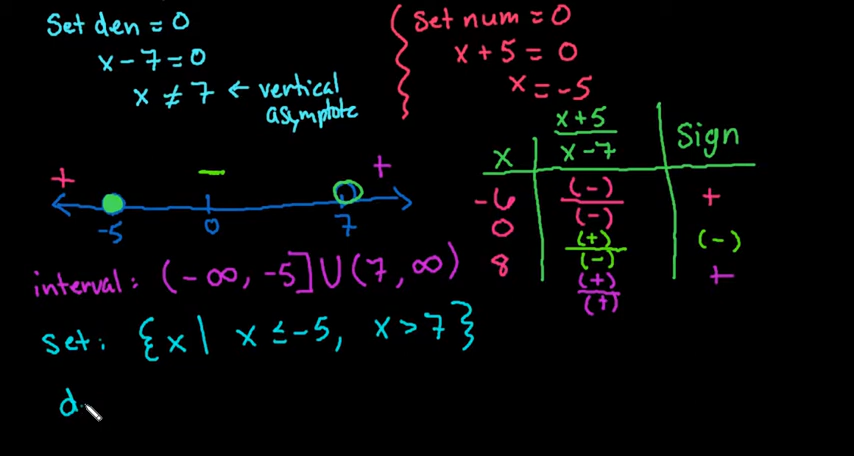 Set den = 0
x - 7 = 0
x ≠ 7 ← vertical
asymptote
Set num = 0
x + 5 = 0
x = -5
+ - +
-5 0 7
interval: (-∞, -5] U (7, ∞)
set: {x | x ≤ -5, x > 7}
d
x | x + 5 / x - 7 | Sign
-6 | (-) / (-) | +
0 | (+) / (-) | (-)
8 | (+) / (+) | +